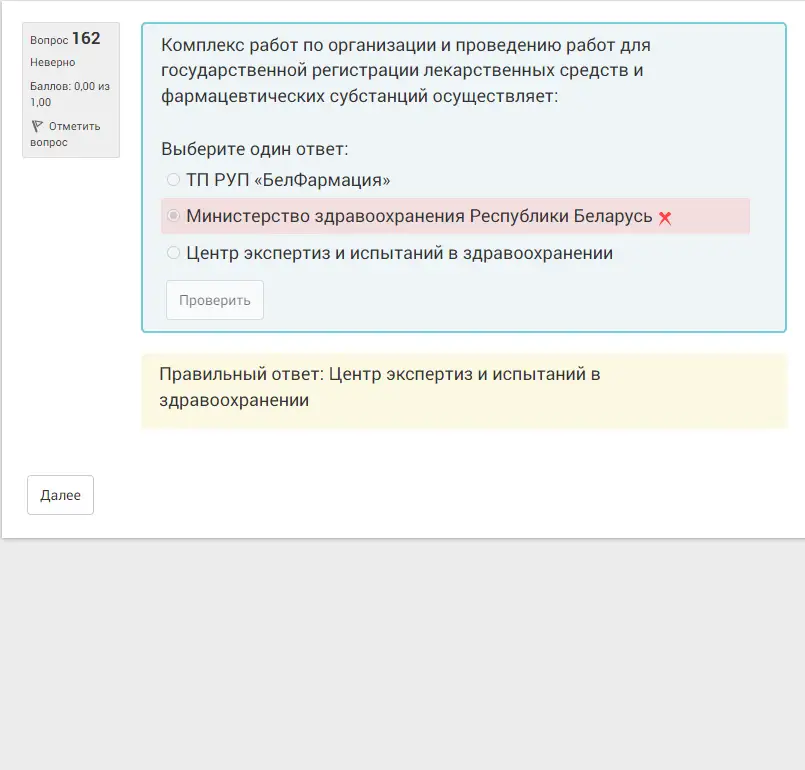 Вопрос 162
Неверно
Баллов: 0,00 из
1,00
Отметить
вопрос
Комплекс работ по организации и проведению работ для
государственной регистрации лекарственных средств и
фармацевтических субстанций осуществляет:
Выберите один ответ:
ТП РУП «БелФармация»
Министерство здравоохранения Республики Беларусь
Центр экспертиз и испытаний в здравоохранении
Проверить
Правильный ответ: Центр экспертиз и испытаний в
здравоохранении
Далее